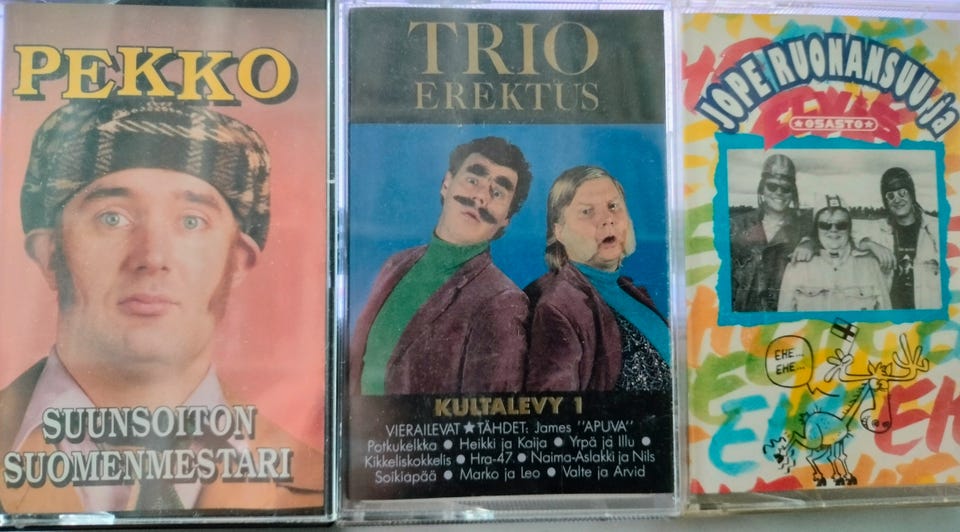 PEKKO
SUUNSOITON
SUOMENMESTARI
TRIO
EREKTUS
KULTALEVY 1
VIERAILEVAT ★ TÄHDET: James "APUVA"
Potkukelkka ● Heikki ja Kaija ● Yrpä ja Illu ●
Kikkeliskokkelis ● Hra-47 ● Naima-Aslakki ja Nils
Soikiapää ● Marko ja Leo ● Valte ja Arvid
JOPE RUONANSUU ja
★OSASTO★
EHE...
EHE...